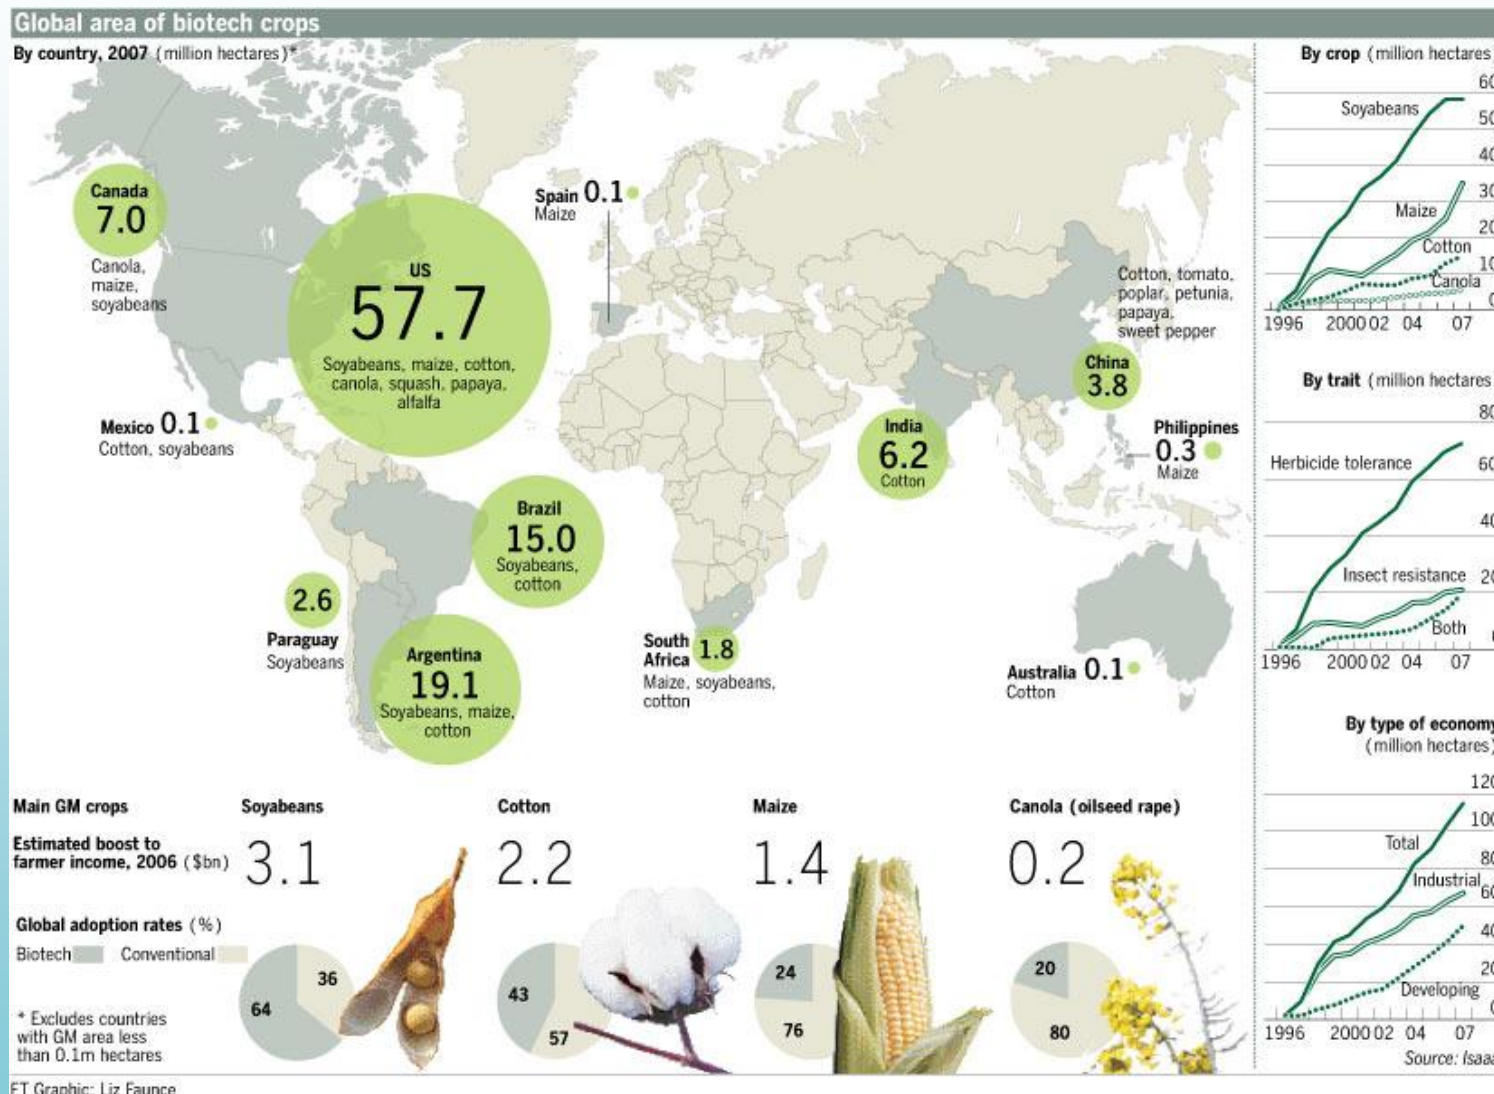 Global area of biotech crops
By country, 2007 (million hectares)*
Canada
7.0
Canola,
maize,
soyabeans
US
57.7
Soyabeans, maize, cotton,
canola, squash, papaya,
alfalfa
Spain 0.1
Maize
Mexico 0.1
Cotton, soyabeans
Brazil
15.0
Soyabeans,
cotton
2.6
Paraguay
Soyabeans
Argentina
19.1
Soyabeans, maize,
cotton
South
Africa 1.8
Maize, soyabeans,
cotton
India
6.2
Cotton
Cotton, tomato,
poplar, petunia,
papaya,
sweet pepper
China
3.8
Philippines
0.3
Maize
Australia 0.1
Cotton
By crop (million hectares
Soyabeans
Maize
Cotton
Canola
1996 2000 02 04 07
By trait (million hectares
Herbicide tolerance
Insect resistance 20
Both
1996 2000 02 04 07
By type of economy
(million hectares)
Total
Industrial
Developing
1996 2000 02 04 07
Source: Isaa
Main GM crops
Soyabeans
Cotton
Maize
Canola (oilseed rape)
Estimated boost to
farmer income, 2006 ($bn)
3.1
2.2
1.4
0.2
Global adoption rates (%)
Biotech Conventional
36
64
43
57
24
76
20
80
* Excludes countries
with GM area less
than 0.1m hectares
FT Graphic: Liz Faunce